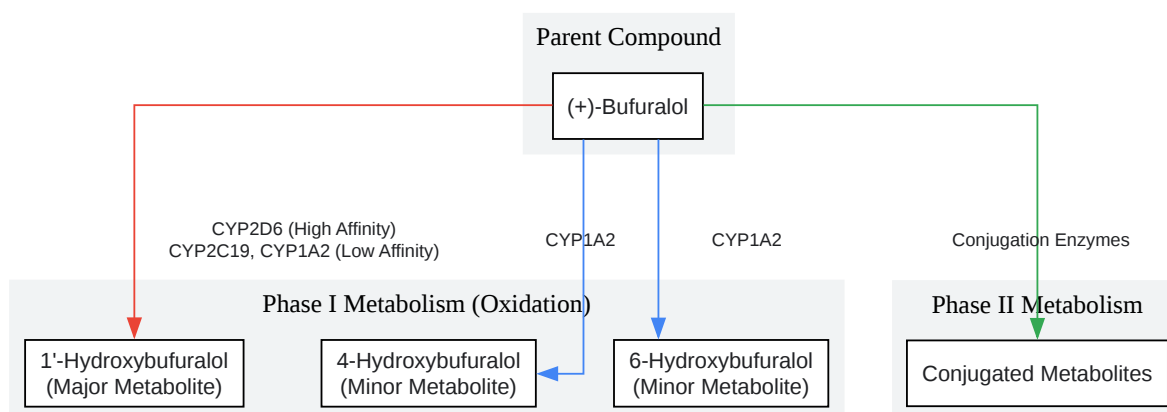 Parent Compound
(+)-Bufuralol
CYP2D6 (High Affinity)
CYP2C19, CYP1A2 (Low Affinity)
CYP1A2
CYP1A2
Conjugation Enzymes
Phase I Metabolism (Oxidation)
Phase II Metabolism
1'-Hydroxybufuralol
(Major Metabolite)
4-Hydroxybufuralol
(Minor Metabolite)
6-Hydroxybufuralol
(Minor Metabolite)
Conjugated Metabolites